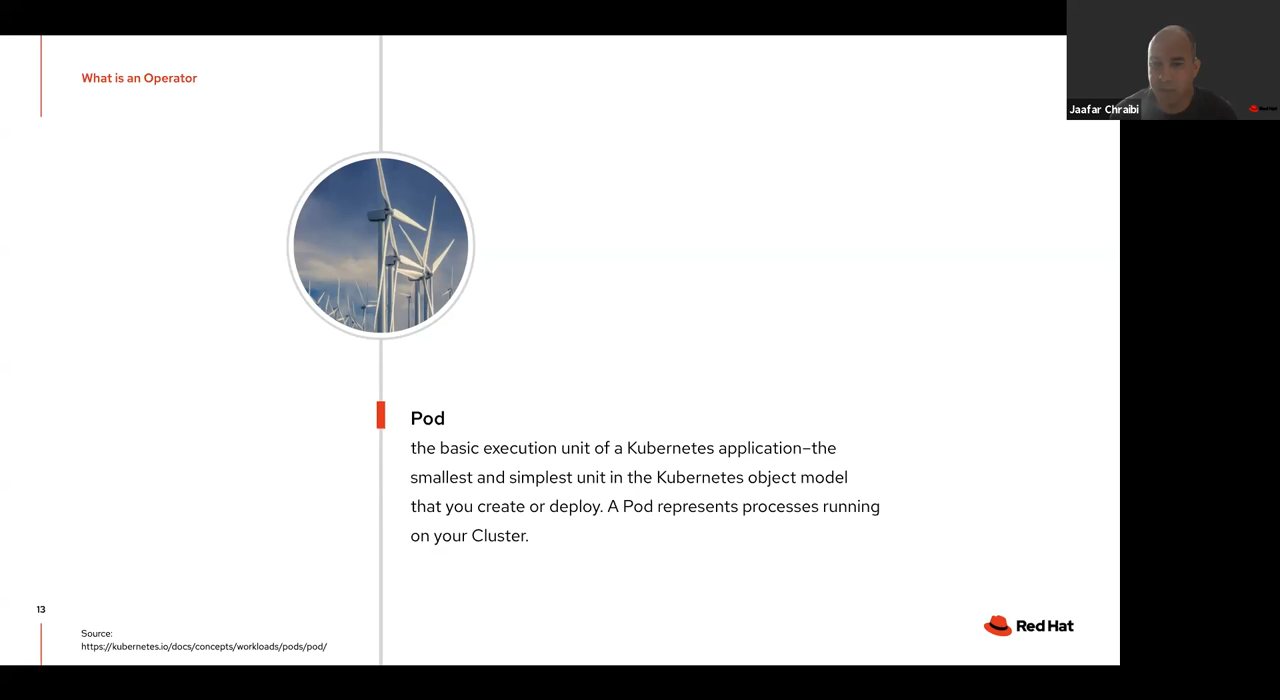 What is an Operator
Jaafar Chraibi
Red Hat
Pod
the basic execution unit of a Kubernetes application–the
smallest and simplest unit in the Kubernetes object model
that you create or deploy. A Pod represents processes running
on your Cluster.
13
Source:
https://kubernetes.io/docs/concepts/workloads/pods/pod/
Red Hat